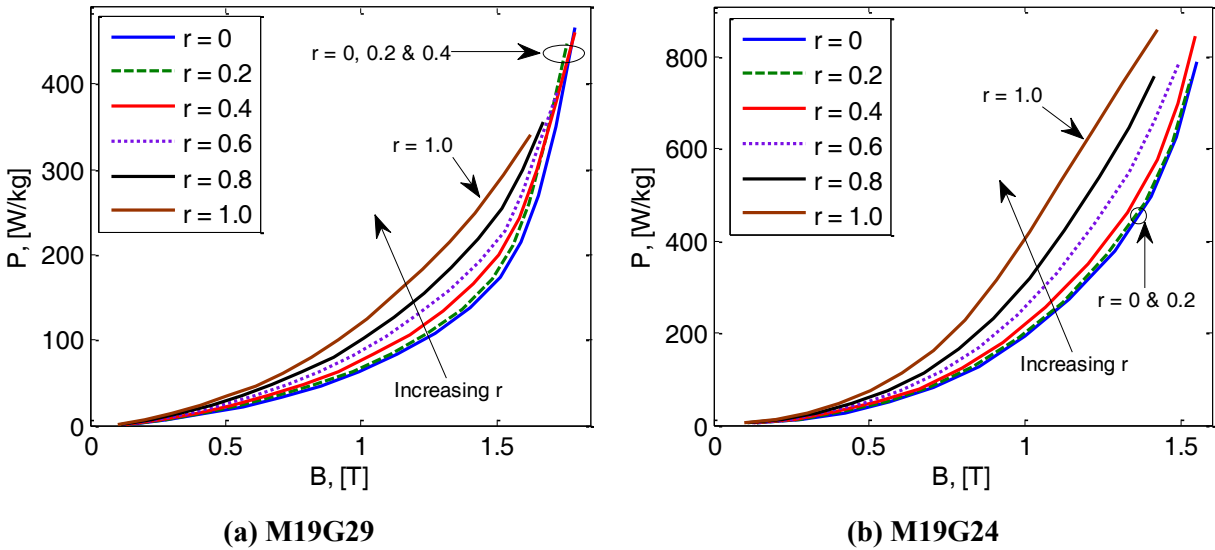 P, [W/kg]
400
300
200
100
0
0
0.5
1
1.5
B, [T]
r = 0
r = 0.2
r = 0.4
r = 0.6
r = 0.8
r = 1.0
r = 0, 0.2 & 0.4
r = 1.0
Increasing r
(a) M19G29
P, [W/kg]
800
600
400
200
0
0
0.5
1
1.5
B, [T]
r = 0
r = 0.2
r = 0.4
r = 0.6
r = 0.8
r = 1.0
r = 1.0
r = 0 & 0.2
Increasing r
(b) M19G24